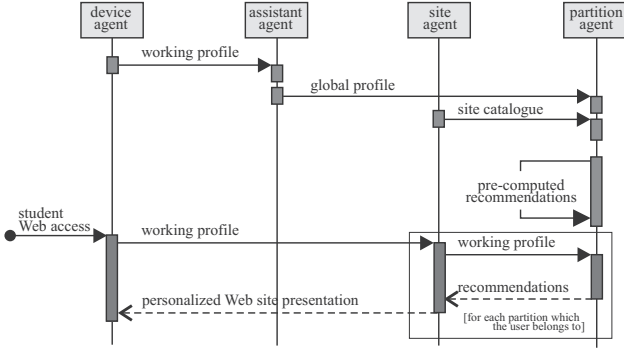 device
agent
assistant
agent
site
agent
partition
agent
working profile
global profile
site catalogue
pre-computed
recommendations
student
Web access
working profile
working profile
recommendations
personalized Web site presentation
[for each partition which
the user belongs to]